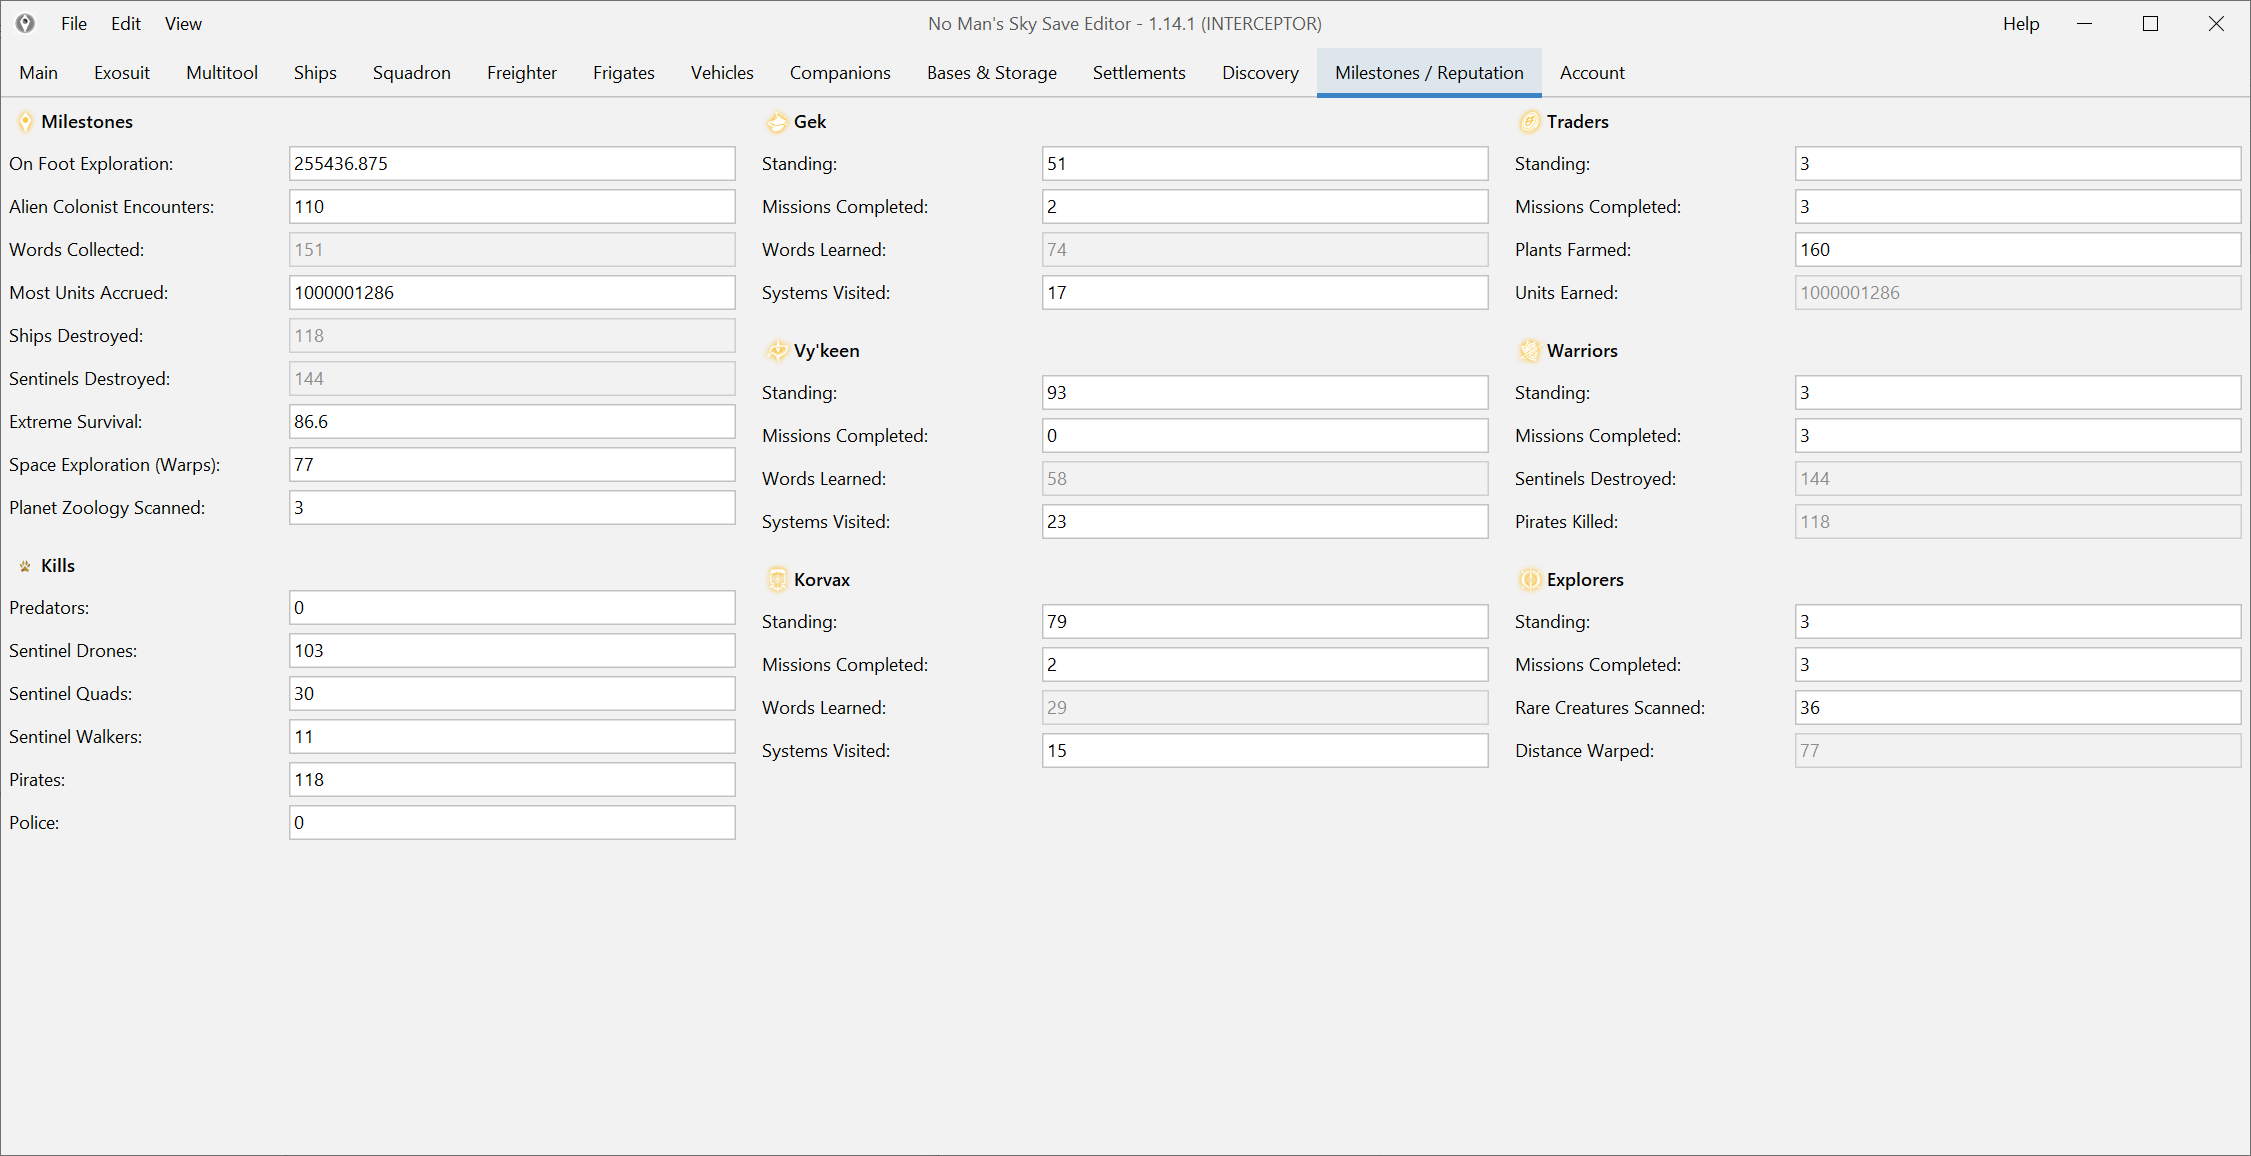 File Edit View No Man's Sky Save Editor - 1.14.1 (INTERCEPTOR) Help
Main Exosuit Multitool Ships Squadron Freighter Frigates Vehicles Companions Bases & Storage Settlements Discovery Milestones / Reputation Account
Milestones
On Foot Exploration: 255436.875
Alien Colonist Encounters: 110
Words Collected: 151
Most Units Accrued: 1000001286
Ships Destroyed: 118
Sentinels Destroyed: 144
Extreme Survival: 86.6
Space Exploration (Warps): 77
Planet Zoology Scanned: 3
Kills
Predators: 0
Sentinel Drones: 103
Sentinel Quads: 30
Sentinel Walkers: 11
Pirates: 118
Police: 0
Gek
Standing: 51
Missions Completed: 2
Words Learned: 74
Systems Visited: 17
Vy'keen
Standing: 93
Missions Completed: 0
Words Learned: 58
Systems Visited: 23
Korvax
Standing: 79
Missions Completed: 2
Words Learned: 29
Systems Visited: 15
Traders
Standing: 3
Missions Completed: 3
Plants Farmed: 160
Units Earned: 1000001286
Warriors
Standing: 3
Missions Completed: 3
Sentinels Destroyed: 144
Pirates Killed: 118
Explorers
Standing: 3
Missions Completed: 3
Rare Creatures Scanned: 36
Distance Warped: 77